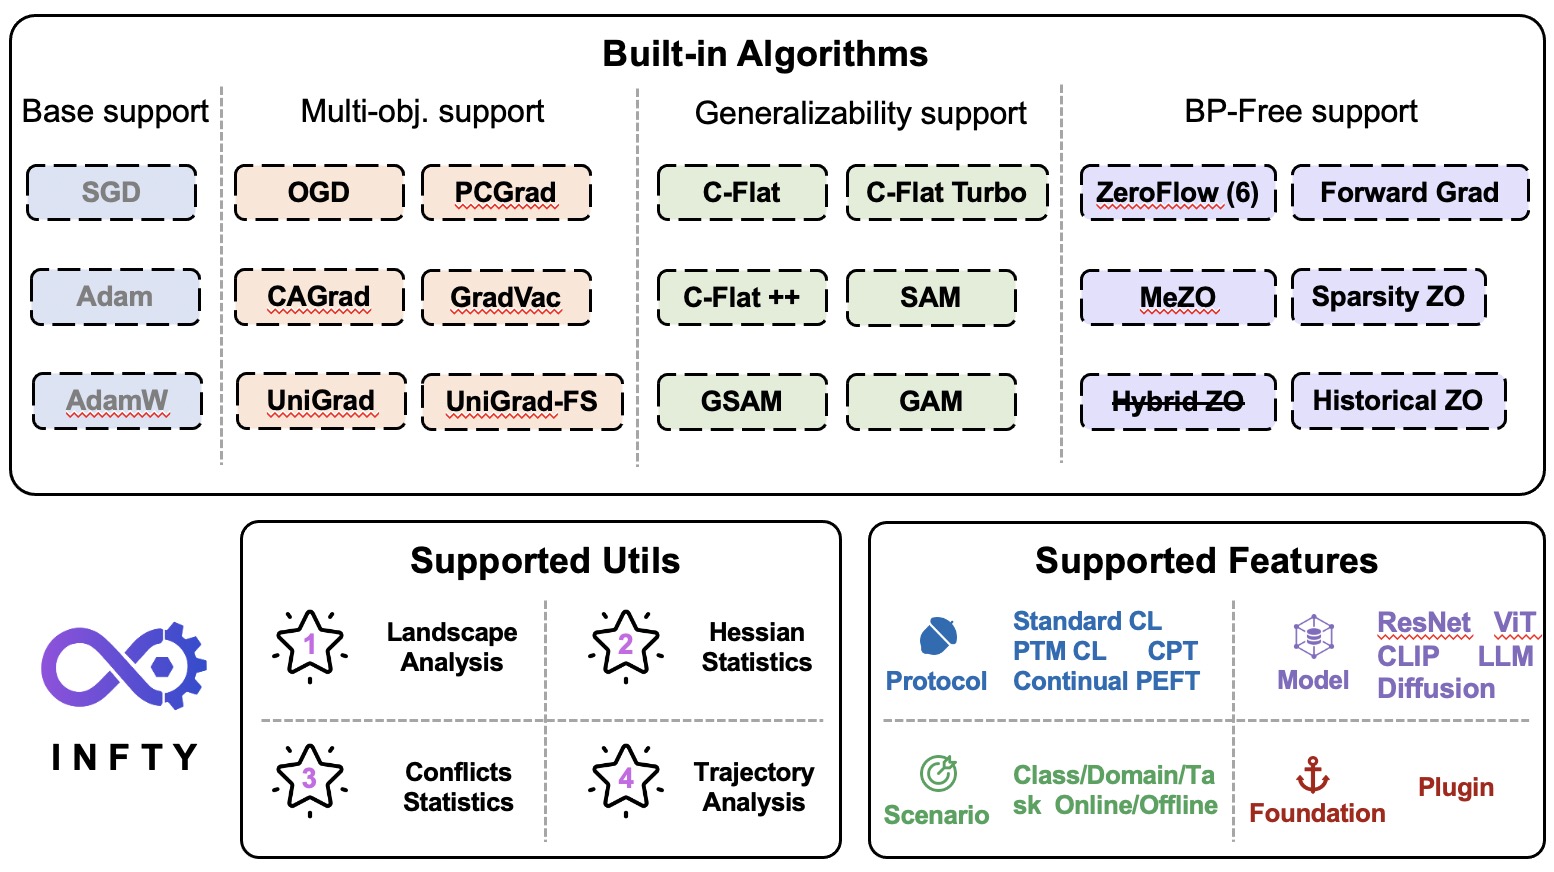 Built-in Algorithms
Base support
Multi-obj. support
Generalizability support
BP-Free support
SGD
OGD
PCGrad
C-Flat
C-Flat Turbo
ZeroFlow (6)
Forward Grad
Adam
CAGrad
GradVac
C-Flat ++
SAM
MeZO
Sparsity ZO
AdamW
UniGrad
UniGrad-FS
GSAM
GAM
Hybrid ZO
Historical ZO
INFTY
Supported Utils
1
Landscape
Analysis
2
Hessian
Statistics
3
Conflicts
Statistics
4
Trajectory
Analysis
Supported Features
Protocol
Standard CL
PTM CL CPT
Continual PEFT
Model
ResNet ViT
CLIP LLM
Diffusion
Scenario
Class/Domain/Ta
sk Online/Offline
Foundation
Plugin